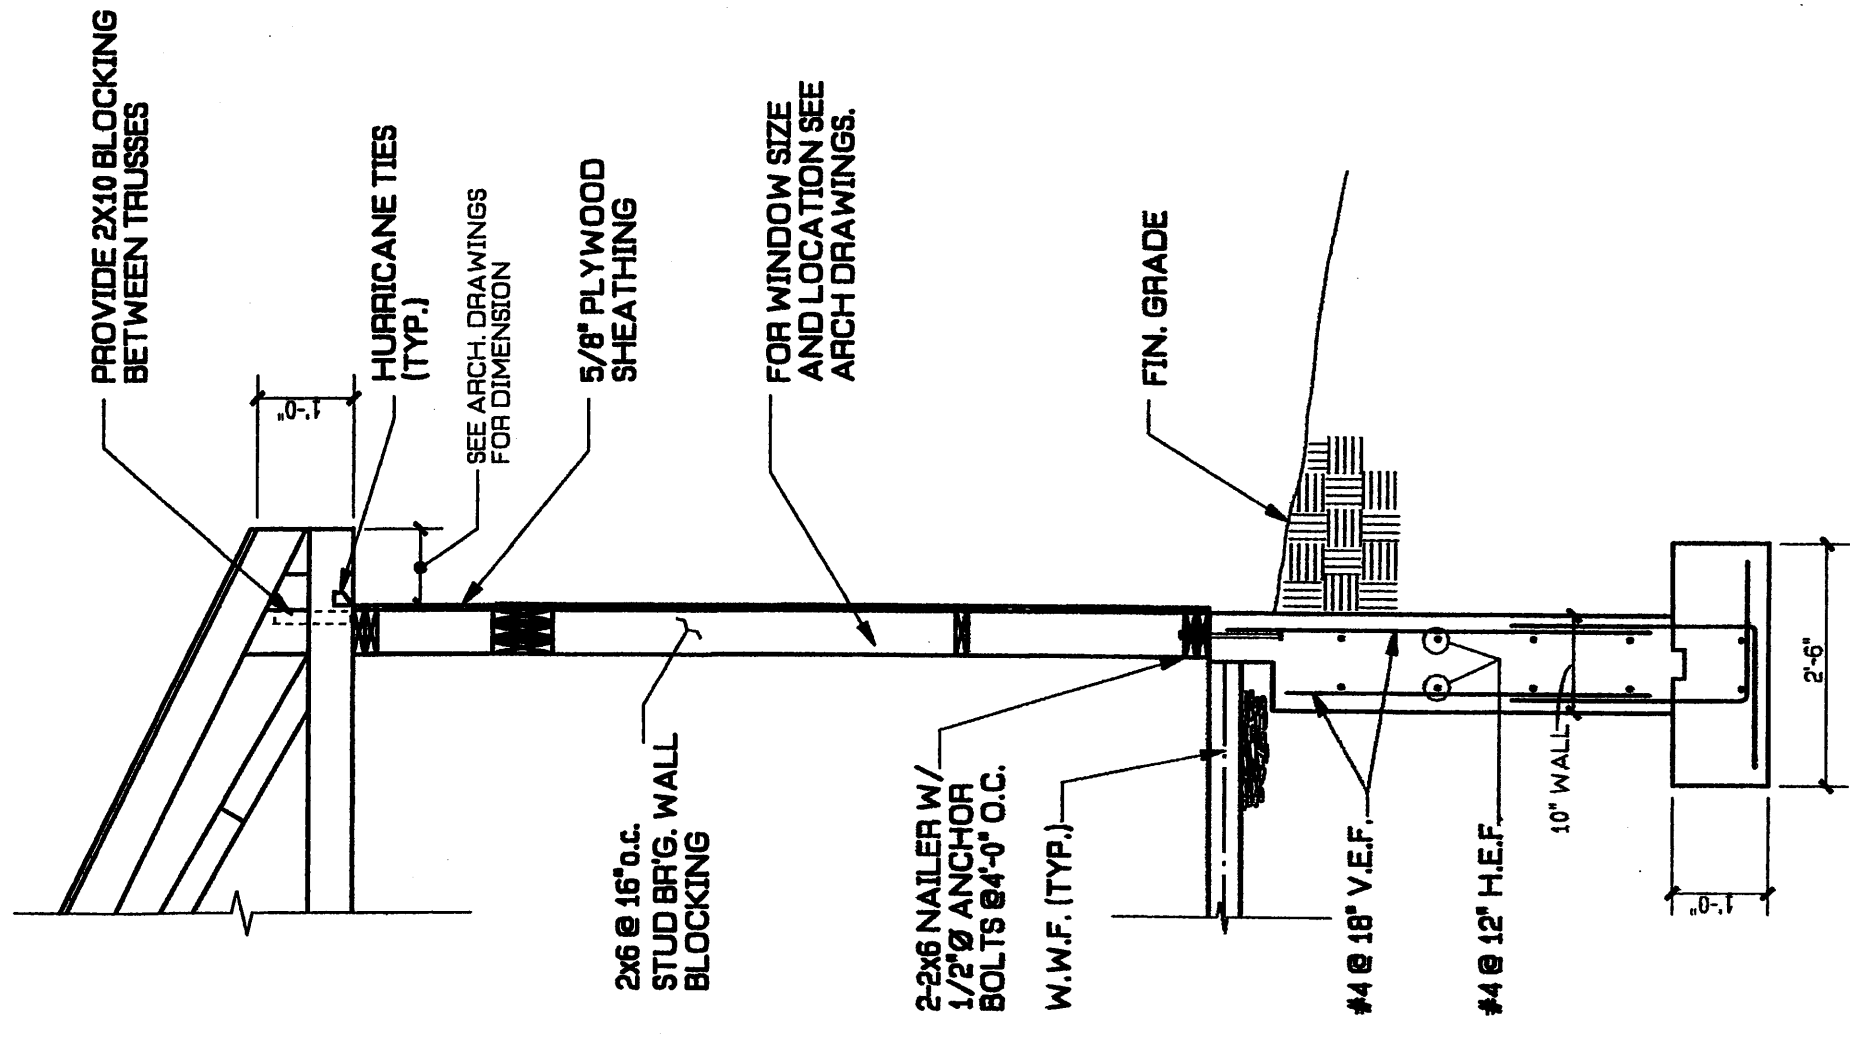 PROVIDE 2X10 BLOCKING
BETWEEN TRUSSES
1'-0"
HURRICANE TIES
(TYP.)
SEE ARCH. DRAWINGS
FOR DIMENSION
5/8" PLYWOOD
SHEATHING
2x6 @ 16" o.c.
STUD BR'G. WALL
BLOCKING
FOR WINDOW SIZE
AND LOCATION SEE
ARCH DRAWINGS.
2-2x6 NAILER W/
1/2"Ø ANCHOR
BOLTS @4'-0" O.C.
W.W.F. (TYP.)
FIN. GRADE
#4 @ 18" V.E.F.
#4 @ 12" H.E.F.
10" WALL
1'-0"
2'-6"